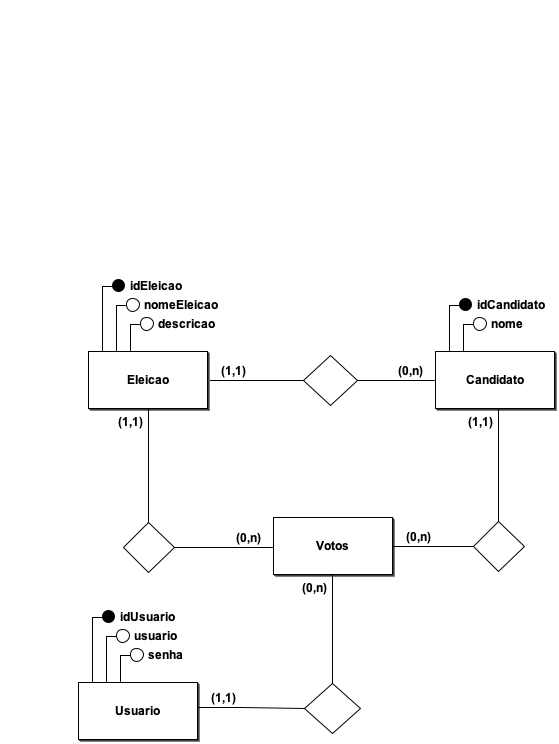 idEleicao
nomeEleicao
descricao
idCandidato
nome
Eleicao
(1,1)
(0,n)
Candidato
(1,1)
(1,1)
(0,n)
Votos
(0,n)
(0,n)
idUsuario
usuario
senha
Usuario
(1,1)